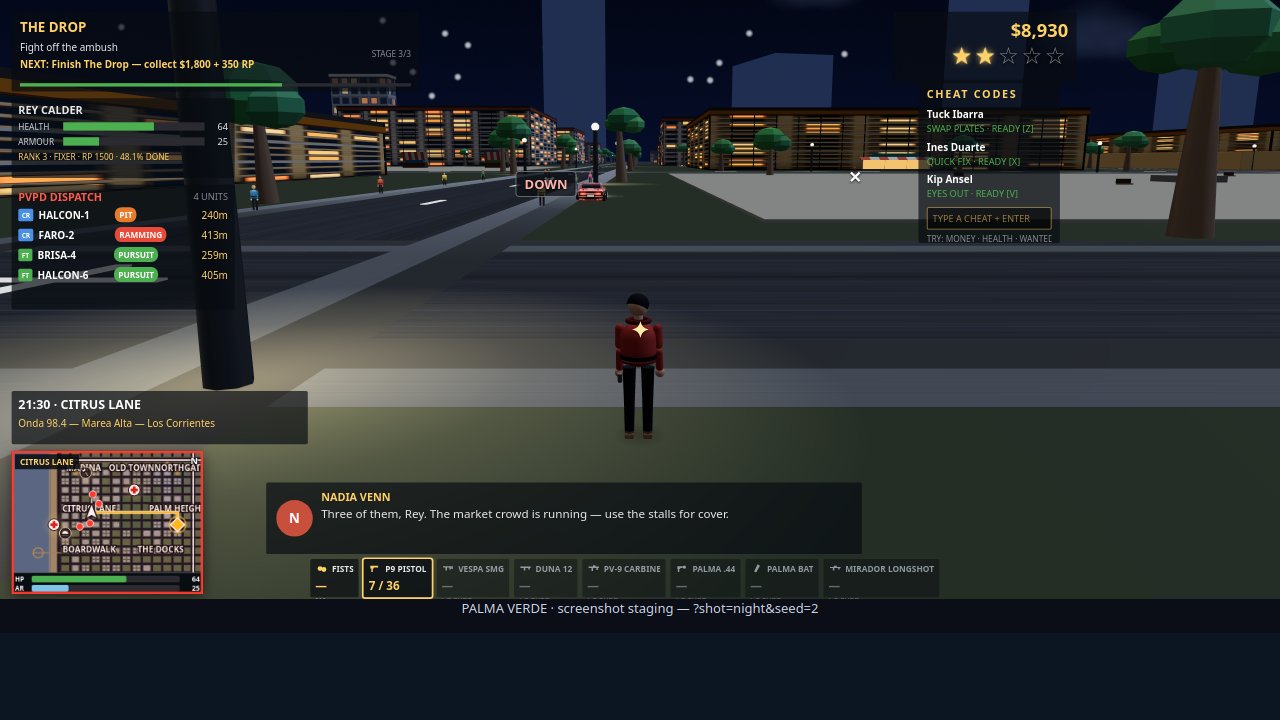 THE DROP
Fight off the ambush
STAGE 3/3
NEXT: Finish The Drop — collect $1,800 + 350 RP
REY CALDER
HEALTH 64
ARMOUR 25
RANK 3 · FIXER · RP 1500 · 48.1% DONE
PVPD DISPATCH 4 UNITS
CR HALCON-1 PIT 240m
CR FARO-2 RAMMING 413m
FT BRISA-4 PURSUIT 259m
FT HALCON-6 PURSUIT 405m
$8,930
CHEAT CODES
Tuck Ibarra
SWAP PLATES · READY [Z]
Ines Duarte
QUICK FIX · READY [X]
Kip Ansel
EYES OUT · READY [V]
TYPE A CHEAT + ENTER
TRY: MONEY · HEALTH · WANTED
DOWN
21:30 · CITRUS LANE
Onda 98.4 — Marea Alta — Los Corrientes
CITRUS LANE
N
OLD TOWN
CITRUS LANE
BOARDWALK
THE DOCKS
HP 64
AR 25
N
NADIA VENN
Three of them, Rey. The market crowd is running — use the stalls for cover.
FISTS
—
P9 PISTOL
7 / 36
VESPA SMG
—
DUNA 12
—
PV-9 CARBINE
—
PALMA .44
—
PALMA BAT
—
MIRADOR LONGSHOT
—
PALMA VERDE · screenshot staging — ?shot=night&seed=2